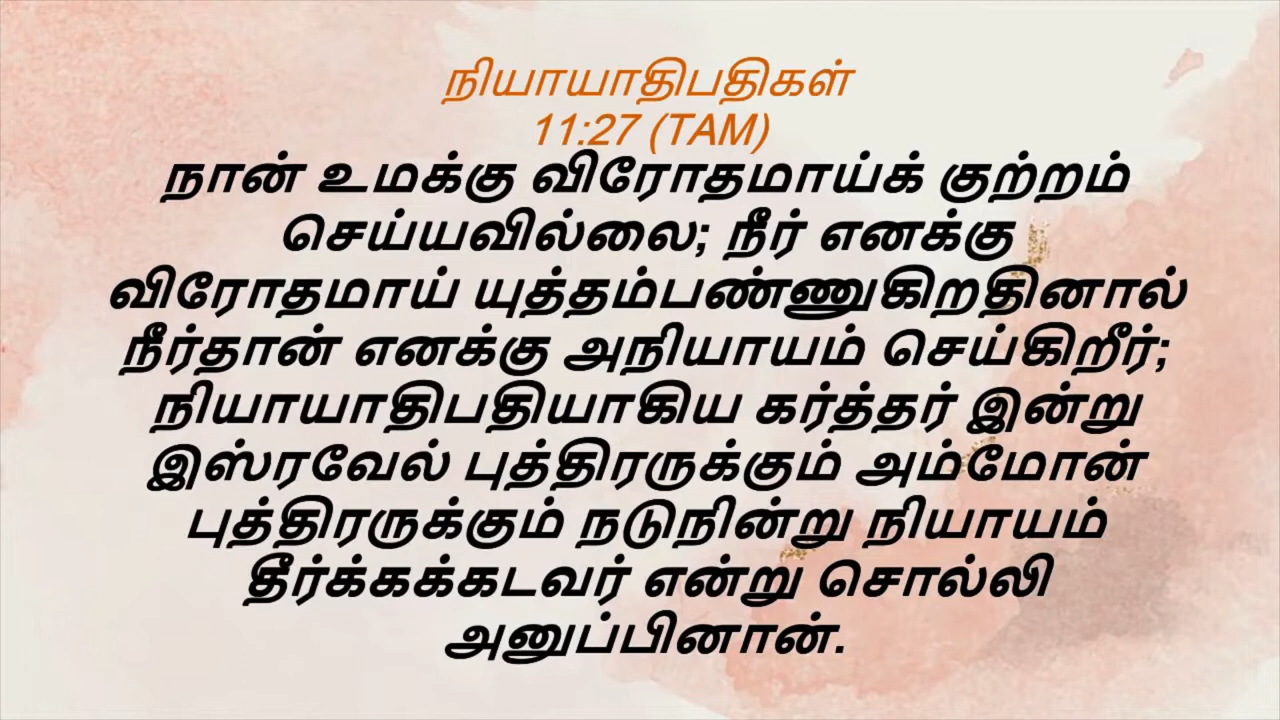 நியாயாதிபதிகள்
11:27 (TAM)
நான் உமக்கு விரோதமாய்க் குற்றம்
செய்யவில்லை; நீர் எனக்கு
விரோதமாய் யுத்தம்பண்ணுகிறதினால்
நீர்தான் எனக்கு அநியாயம் செய்கிறீர்;
நியாயாதிபதியாகிய கர்த்தர் இன்று
இஸ்ரவேல் புத்திரருக்கும் அம்மோன்
புத்திரருக்கும் நடுநின்று நியாயம்
தீர்க்கக்கடவர் என்று சொல்லி
அனுப்பினான்.